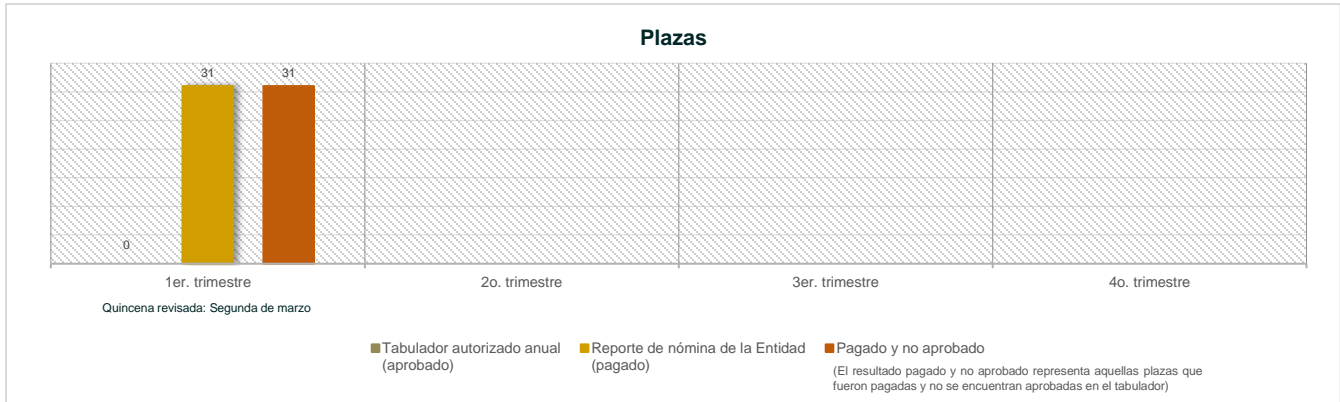 Plazas
31
31
0
1er. trimestre
2o. trimestre
3er. trimestre
4o. trimestre
Quincena revisada: Segunda de marzo
Tabulador autorizado anual
(aprobado)
Reporte de nómina de la Entidad
(pagado)
Pagado y no aprobado
(El resultado pagado y no aprobado representa aquellas plazas que
fueron pagadas y no se encuentran aprobadas en el tabulador)